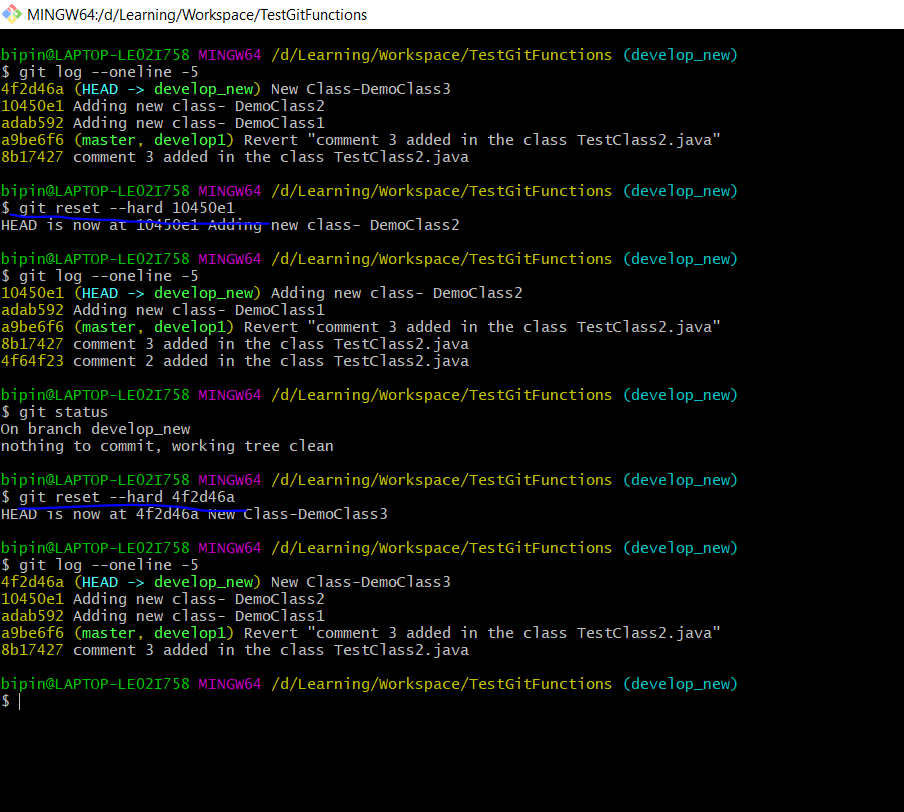 MINGW64:/d/Learning/Workspace/TestGitFunctions
bipin@LAPTOP-LE02I758 MINGW64 /d/Learning/Workspace/TestGitFunctions (develop_new)
$ git log --oneline -5
4f2d46a (HEAD -> develop_new) New Class-DemoClass3
10450e1 Adding new class- DemoClass2
adab592 Adding new class- DemoClass1
a9be6f6 (master, develop1) Revert "comment 3 added in the class TestClass2.java"
8b17427 comment 3 added in the class TestClass2.java
bipin@LAPTOP-LE02I758 MINGW64 /d/Learning/Workspace/TestGitFunctions (develop_new)
$ git reset --hard 10450e1
HEAD is now at 10450e1 Adding new class- DemoClass2
bipin@LAPTOP-LE02I758 MINGW64 /d/Learning/Workspace/TestGitFunctions (develop_new)
$ git log --oneline -5
10450e1 (HEAD -> develop_new) Adding new class- DemoClass2
adab592 Adding new class- DemoClass1
a9be6f6 (master, develop1) Revert "comment 3 added in the class TestClass2.java"
8b17427 comment 3 added in the class TestClass2.java
4f64f23 comment 2 added in the class TestClass2.java
bipin@LAPTOP-LE02I758 MINGW64 /d/Learning/Workspace/TestGitFunctions (develop_new)
$ git status
On branch develop_new
nothing to commit, working tree clean
bipin@LAPTOP-LE02I758 MINGW64 /d/Learning/Workspace/TestGitFunctions (develop_new)
$ git reset --hard 4f2d46a
HEAD is now at 4f2d46a New Class-DemoClass3
bipin@LAPTOP-LE02I758 MINGW64 /d/Learning/Workspace/TestGitFunctions (develop_new)
$ git log --oneline -5
4f2d46a (HEAD -> develop_new) New Class-DemoClass3
10450e1 Adding new class- DemoClass2
adab592 Adding new class- DemoClass1
a9be6f6 (master, develop1) Revert "comment 3 added in the class TestClass2.java"
8b17427 comment 3 added in the class TestClass2.java
bipin@LAPTOP-LE02I758 MINGW64 /d/Learning/Workspace/TestGitFunctions (develop_new)
$